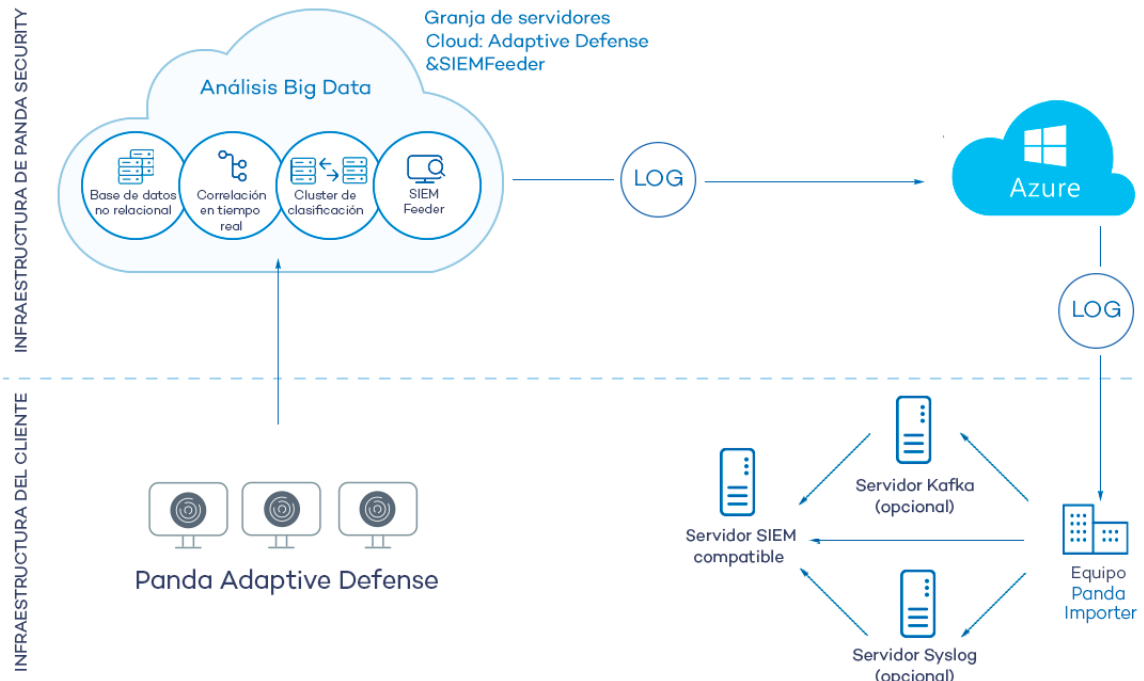 INFRAESTRUCTURA DE PANDA SECURITY
Granja de servidores
Cloud: Adaptive Defense
&SIEMFeeder
Análisis Big Data
Base de datos
no relacional
Correlación
en tiempo
real
Cluster de
clasificación
SIEM
Feeder
LOG
Azure
LOG
INFRAESTRUCTURA DEL CLIENTE
Panda Adaptive Defense
Servidor Kafka
(opcional)
Servidor SIEM
compatible
Equipo
Panda
Importer
Servidor Syslog
(opcional)